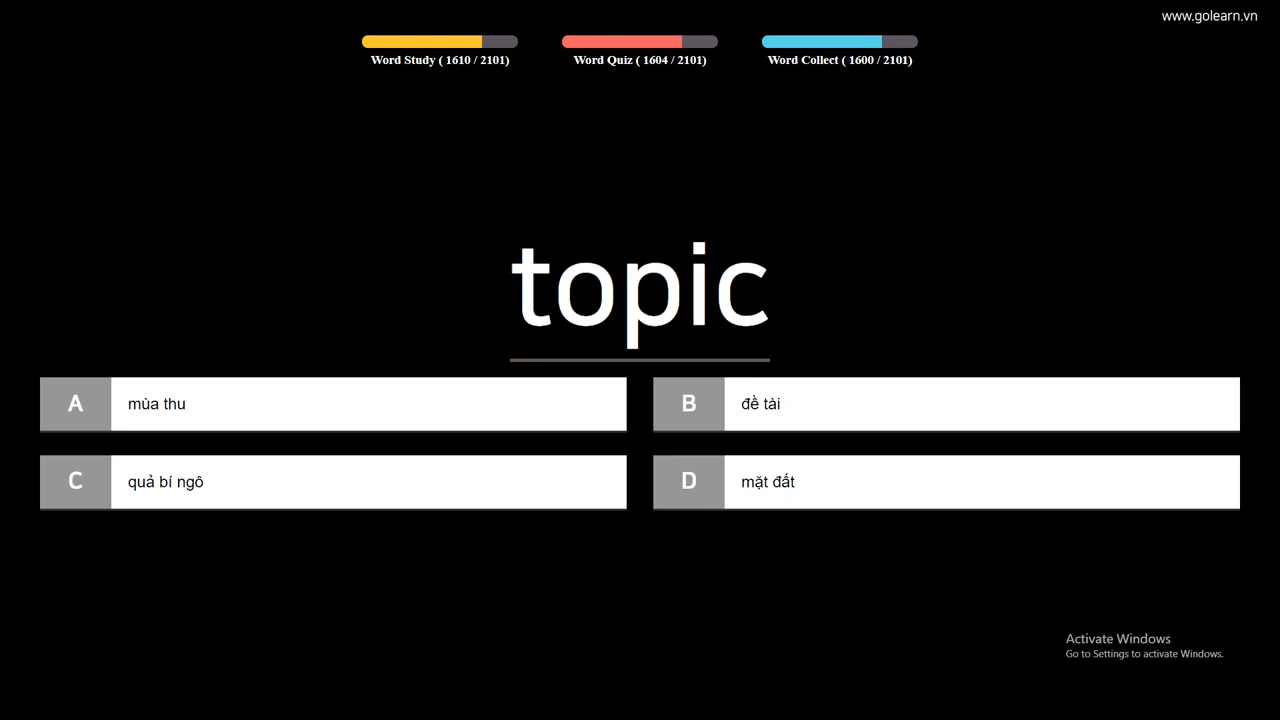 www.golearn.vn
Word Study ( 1610 / 2101)
Word Quiz ( 1604 / 2101)
Word Collect ( 1600 / 2101)
topic
A mùa thu
B đề tài
C quả bí ngô
D mặt đất
Activate Windows
Go to Settings to activate Windows.